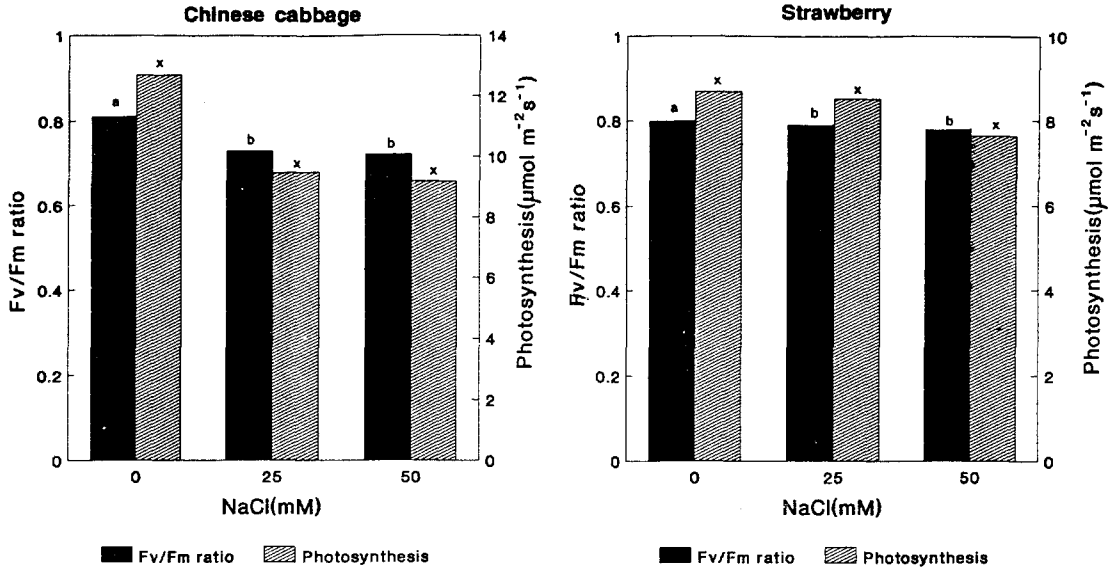 Chinese cabbage
1
0.8
0.6
0.4
0.2
0
Fv/Fm ratio
14
12
10
8
6
4
2
0
Photosynthesis(μmol m⁻²s⁻¹)
a
x
b
x
b
x
0
25
50
NaCl(mM)
Fv/Fm ratio
Photosynthesis
Strawberry
1
0.8
0.6
0.4
0.2
0
Fv/Fm ratio
10
8
6
4
2
0
Photosynthesis(μmol m⁻²s⁻¹)
a
x
b
x
b
x
0
25
50
NaCl(mM)
Fv/Fm ratio
Photosynthesis